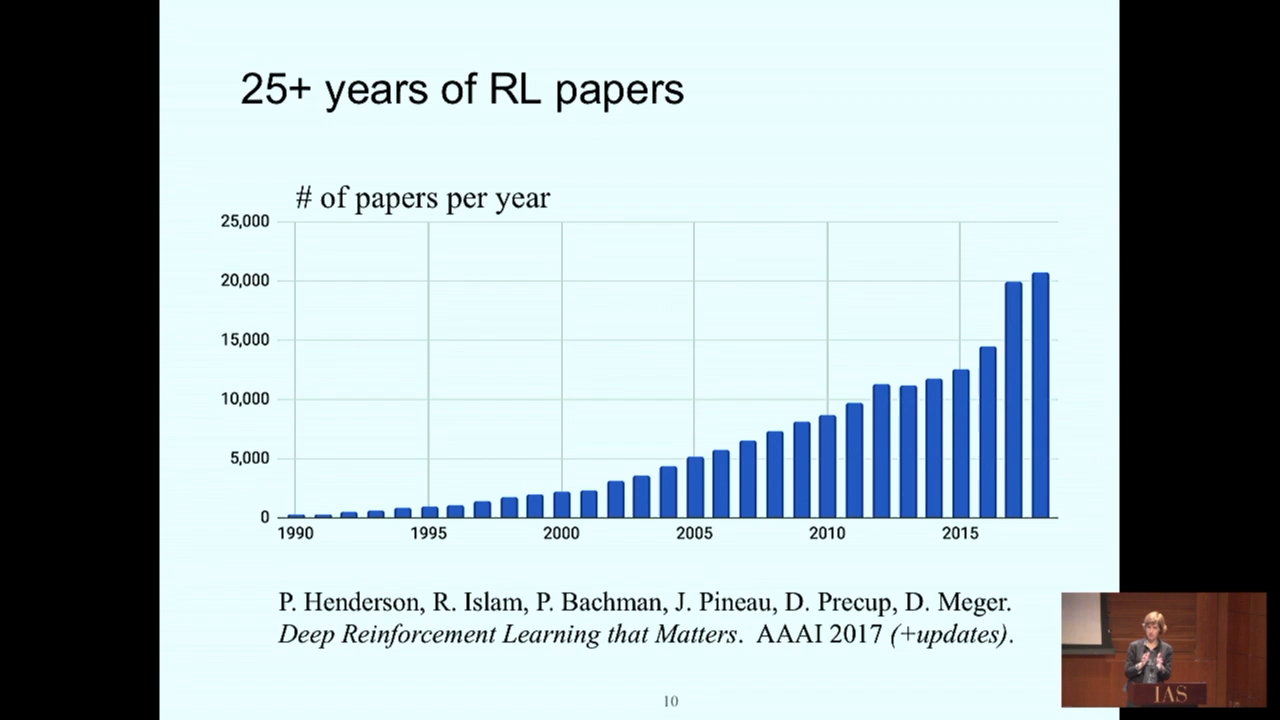 25+ years of RL papers
# of papers per year
25,000
20,000
15,000
10,000
5,000
0
1990 1995 2000 2005 2010 2015
P. Henderson, R. Islam, P. Bachman, J. Pineau, D. Precup, D. Meger.
Deep Reinforcement Learning that Matters. AAAI 2017 (+updates).
10
IAS